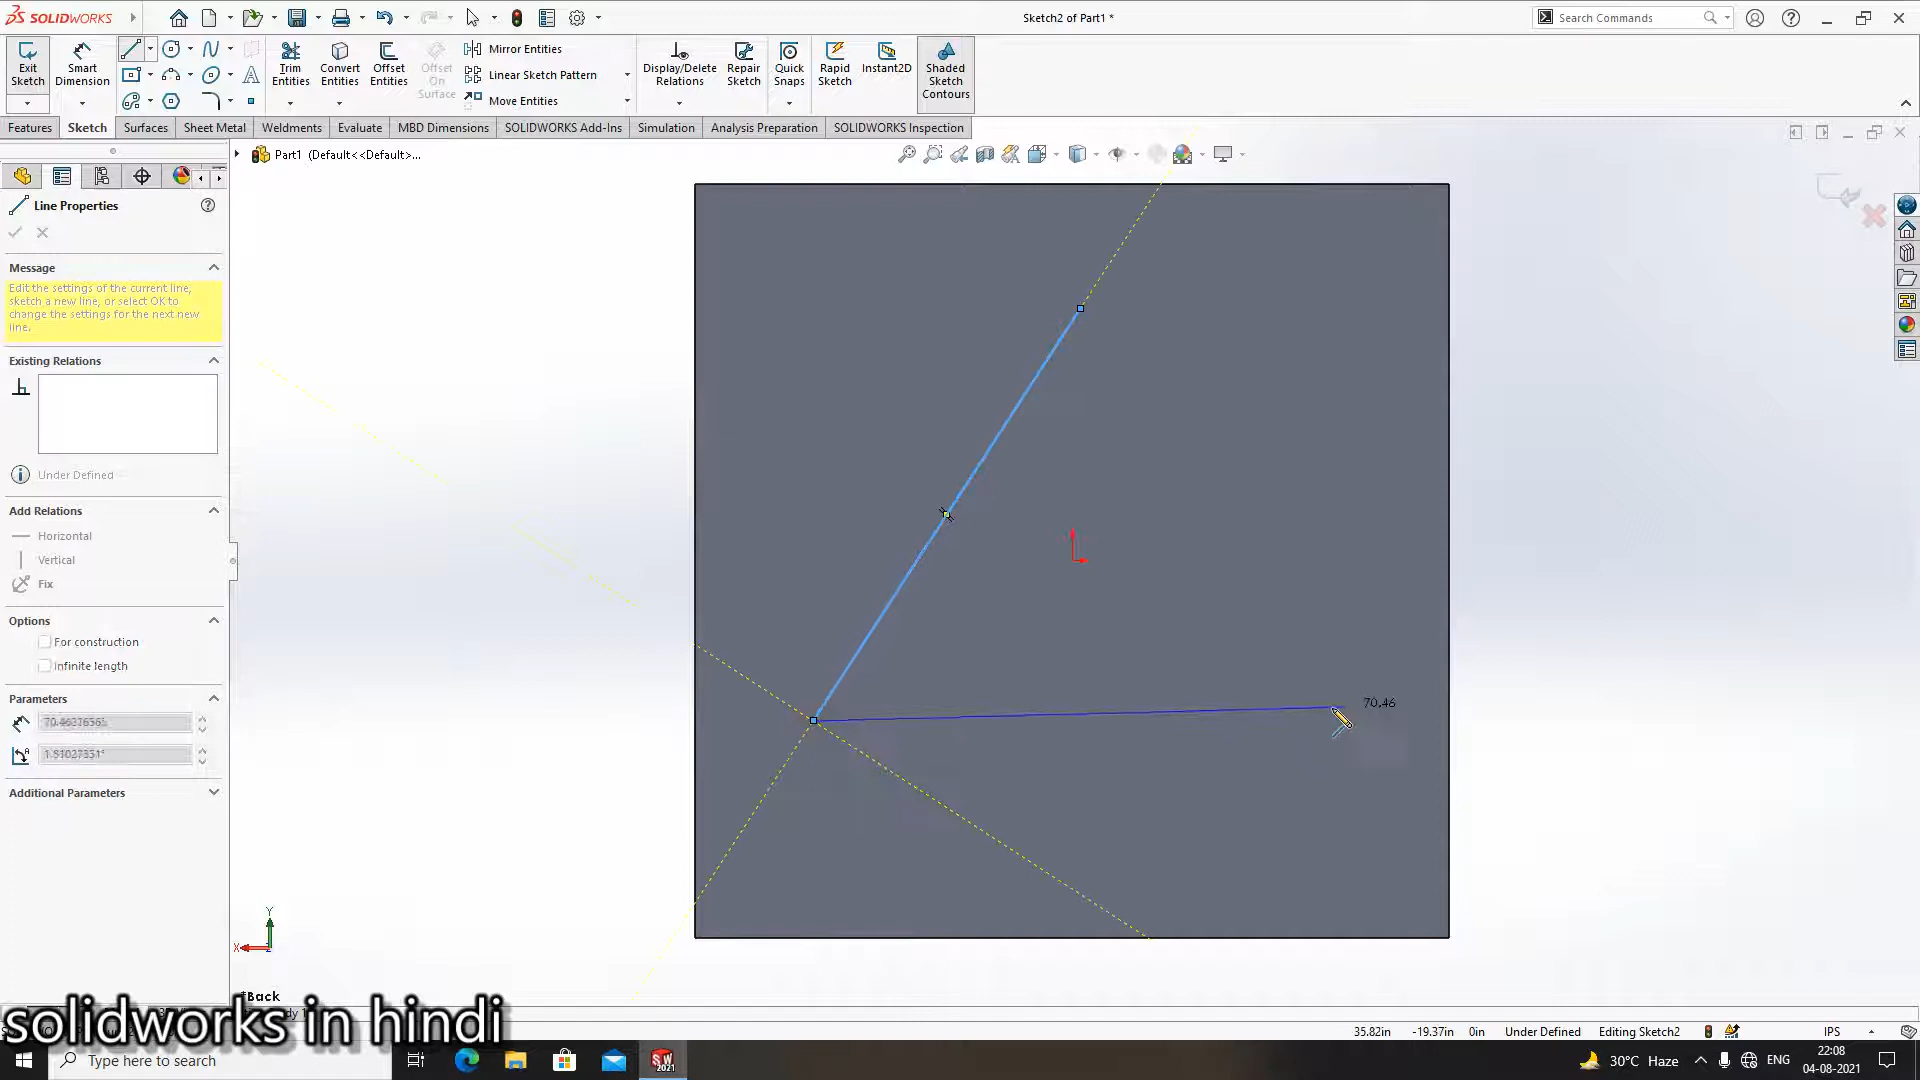 SOLIDWORKS
Sketch2 of Part1 *
Search Commands
Exit Sketch
Smart Dimension
Trim Entities
Convert Entities
Offset Entities
Offset On Surface
Mirror Entities
Linear Sketch Pattern
Move Entities
Display/Delete Relations
Repair Sketch
Quick Snaps
Rapid Sketch
Instant2D
Shaded Sketch Contours
Features Sketch Surfaces Sheet Metal Weldments Evaluate MBD Dimensions SOLIDWORKS Add-Ins Simulation Analysis Preparation SOLIDWORKS Inspection
Part1 (Default<<Default>...
Line Properties
Message
Edit the settings of the current line,
sketch a new line, or select OK to
change the settings for the next new
line.
Existing Relations
Under Defined
Add Relations
Horizontal
Vertical
Fix
Options
For construction
Infinite length
Parameters
Additional Parameters
70.46
Y
X
*Back
solidworks in hindi
35.82in -19.37in 0in Under Defined Editing Sketch2 IPS
Type here to search
SW
2021
30°C Haze
ENG
22:08
04-08-2021